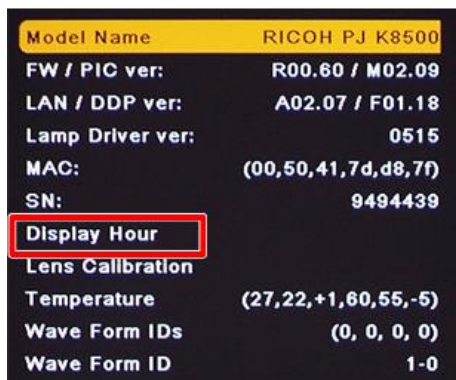 Model Name RICOH PJ K8500
FW / PIC ver: R00.60 / M02.09
LAN / DDP ver: A02.07 / F01.18
Lamp Driver ver: 0515
MAC: (00,50,41,7d,d8,7f)
SN: 9494439
Display Hour
Lens Calibration
Temperature (27,22,+1,60,55,-5)
Wave Form IDs (0, 0, 0, 0)
Wave Form ID 1-0